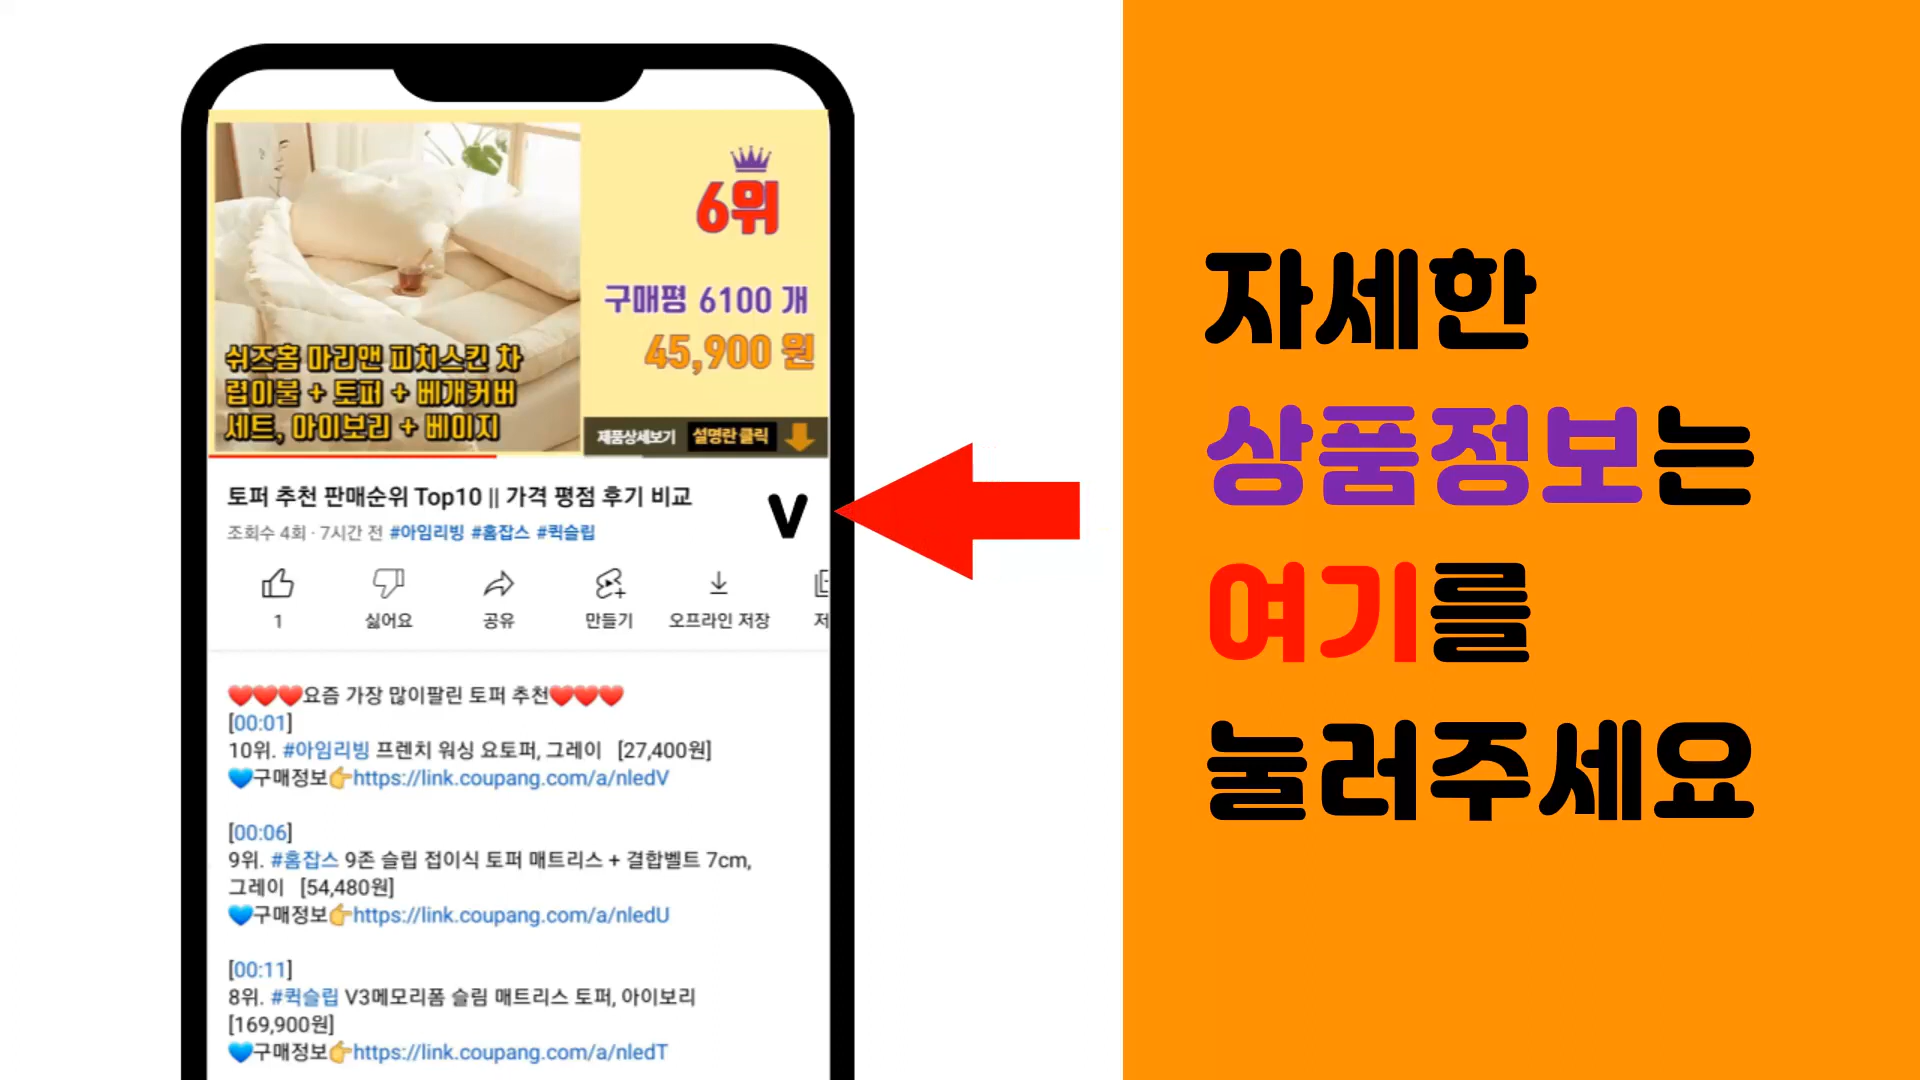 6위
구매평 6100 개
45,900 원
쉬즈홈 마리앤 피치스킨 차
렵이불 + 토퍼 + 베개커버
세트, 아이보리 + 베이지
제품상세보기 설명란 클릭
토퍼 추천 판매순위 Top10 || 가격 평점 후기 비교
V
조회수 4회 · 7시간 전 #아임리빙 #홈잡스 #퀵슬립
1 싫어요 공유 만들기 오프라인 저장 저
❤️❤️❤️요즘 가장 많이팔린 토퍼 추천❤️❤️❤️
[00:01]
10위. #아임리빙 프렌치 워싱 요토퍼, 그레이 [27,400원]
💙구매정보👉https://link.coupang.com/a/nledV
[00:06]
9위. #홈잡스 9존 슬립 접이식 토퍼 매트리스 + 결합벨트 7cm,
그레이 [54,480원]
💙구매정보👉https://link.coupang.com/a/nledU
[00:11]
8위. #퀵슬립 V3메모리폼 슬림 매트리스 토퍼, 아이보리
[169,900원]
💙구매정보👉https://link.coupang.com/a/nledT
자세한
상품정보는
여기를
눌러주세요